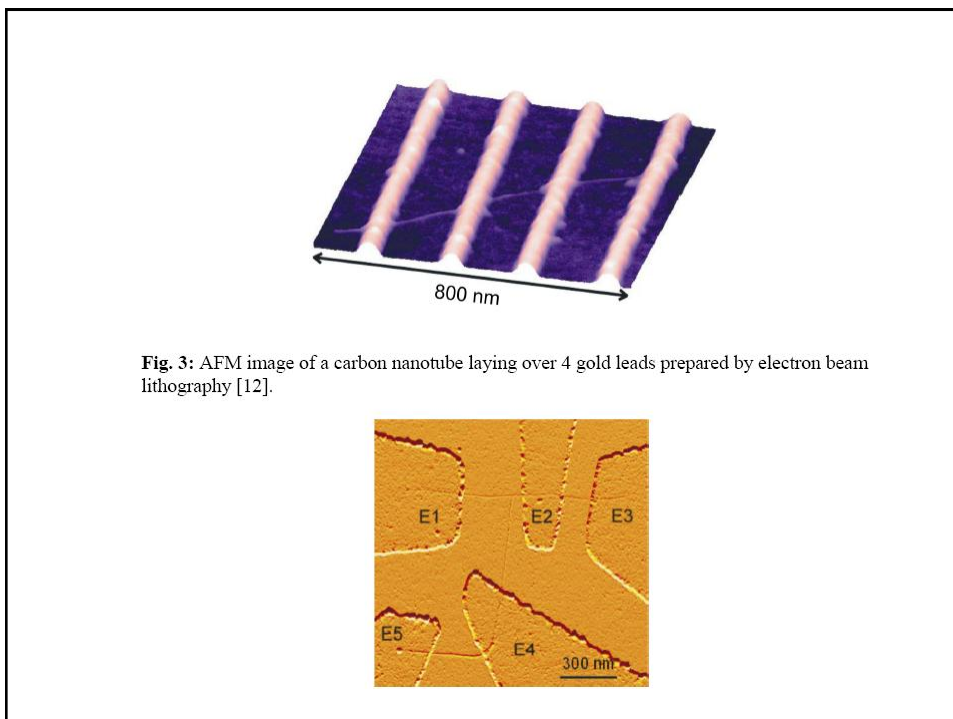 800 nm
Fig. 3: AFM image of a carbon nanotube laying over 4 gold leads prepared by electron beam
lithography [12].
E1
E2
E3
E5
E4
300 nm